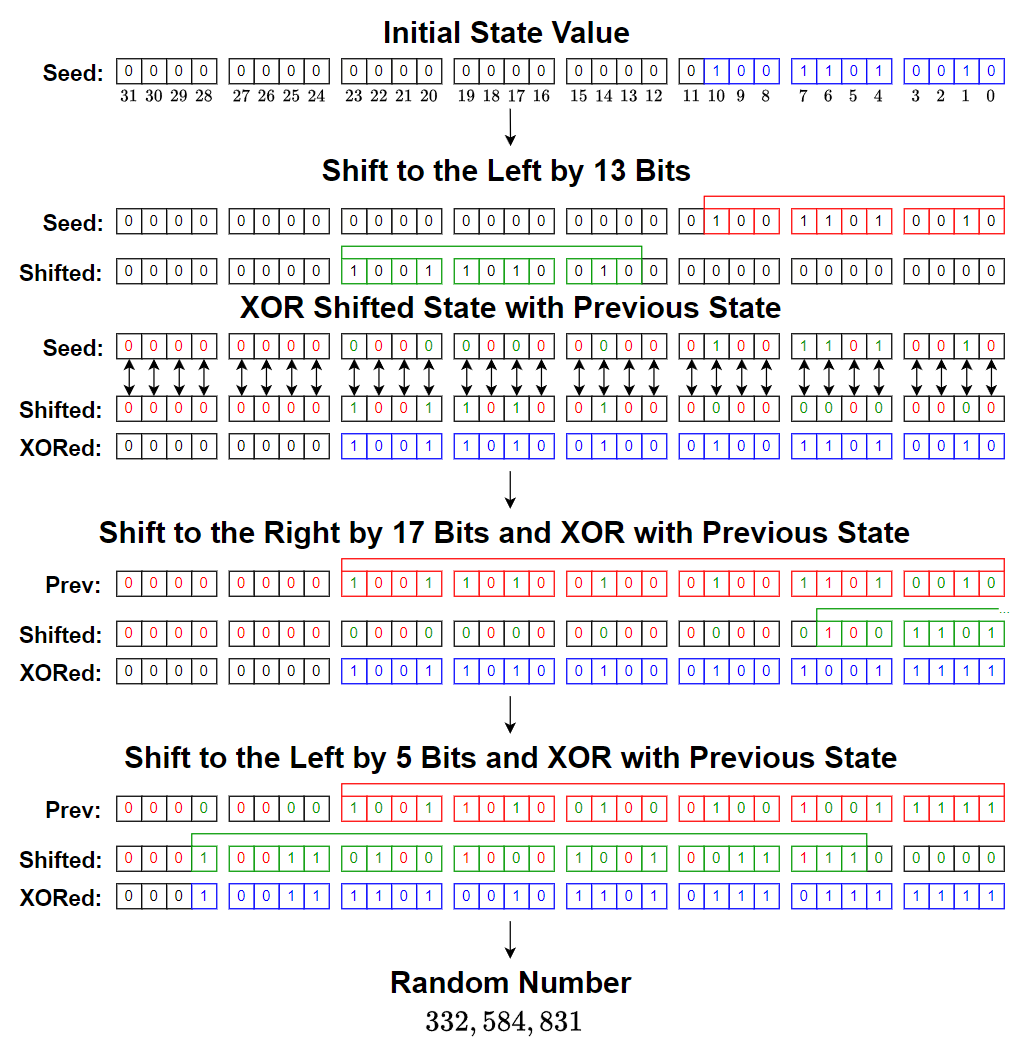 Initial State Value
Seed: 0 0 0 0 0 0 0 0 0 0 0 0 0 0 0 0 0 0 0 0 0 1 0 0 1 1 0 1 0 0 1 0
31 30 29 28 27 26 25 24 23 22 21 20 19 18 17 16 15 14 13 12 11 10 9 8 7 6 5 4 3 2 1 0
Shift to the Left by 13 Bits
Seed: 0 0 0 0 0 0 0 0 0 0 0 0 0 0 0 0 0 0 0 0 0 1 0 0 1 1 0 1 0 0 1 0
Shifted: 0 0 0 0 0 0 0 0 1 0 0 1 1 0 1 0 0 1 0 0 0 0 0 0 0 0 0 0 0 0 0 0
XOR Shifted State with Previous State
Seed: 0 0 0 0 0 0 0 0 0 0 0 0 0 0 0 0 0 0 0 0 0 1 0 0 1 1 0 1 0 0 1 0
Shifted: 0 0 0 0 0 0 0 0 1 0 0 1 1 0 1 0 0 1 0 0 0 0 0 0 0 0 0 0 0 0 0 0
XORed: 0 0 0 0 0 0 0 0 1 0 0 1 1 0 1 0 0 1 0 0 0 1 0 0 1 1 0 1 0 0 1 0
Shift to the Right by 17 Bits and XOR with Previous State
Prev: 0 0 0 0 0 0 0 0 1 0 0 1 1 0 1 0 0 1 0 0 0 1 0 0 1 1 0 1 0 0 1 0
...
Shifted: 0 0 0 0 0 0 0 0 0 0 0 0 0 0 0 0 0 0 0 0 0 0 0 0 0 1 0 0 1 1 0 1
XORed: 0 0 0 0 0 0 0 0 1 0 0 1 1 0 1 0 0 1 0 0 0 1 0 0 1 0 0 1 1 1 1 1
Shift to the Left by 5 Bits and XOR with Previous State
Prev: 0 0 0 0 0 0 0 0 1 0 0 1 1 0 1 0 0 1 0 0 0 1 0 0 1 0 0 1 1 1 1 1
Shifted: 0 0 0 1 0 0 1 1 0 1 0 0 1 0 0 0 1 0 0 1 0 0 1 1 1 1 1 0 0 0 0 0
XORed: 0 0 0 1 0 0 1 1 1 1 0 1 0 0 1 0 1 1 0 1 0 1 1 1 0 1 1 1 1 1 1 1
Random Number
332,584,831